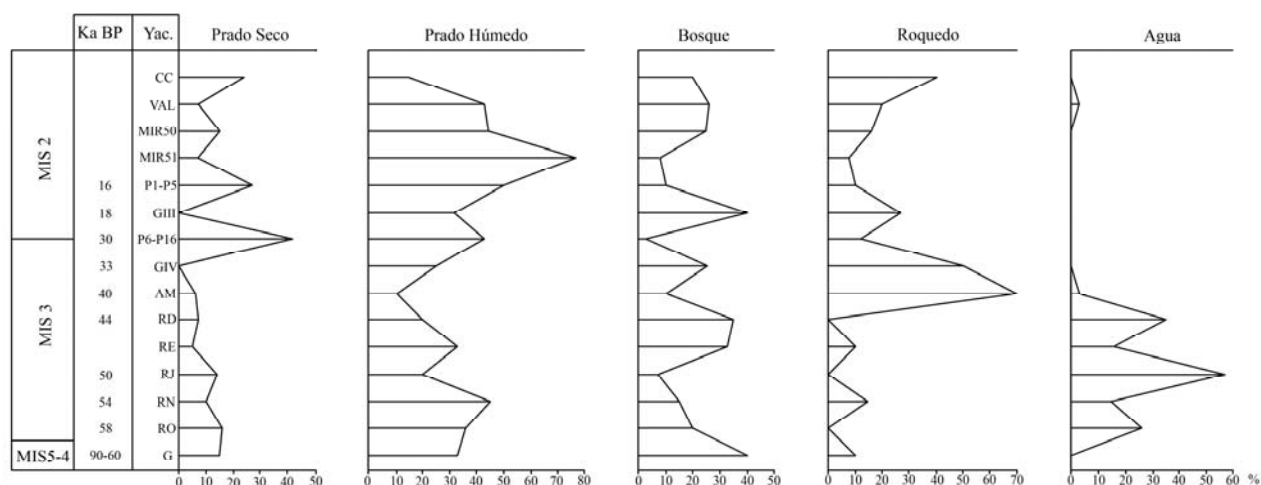 Ka BP Yac. Prado Seco Prado Húmedo Bosque Roquedo Agua
CC
VAL
MIR50
MIR51
16 P1-P5
18 GIII
30 P6-P16
33 GIV
40 AM
44 RD
RE
50 RJ
54 RN
58 RO
90-60 G
MIS 2
MIS 3
MIS5-4
0 10 20 30 40 50 0 10 20 30 40 50 60 70 80 0 10 20 30 40 50 0 10 20 30 40 50 60 70 0 10 20 30 40 50 60 %